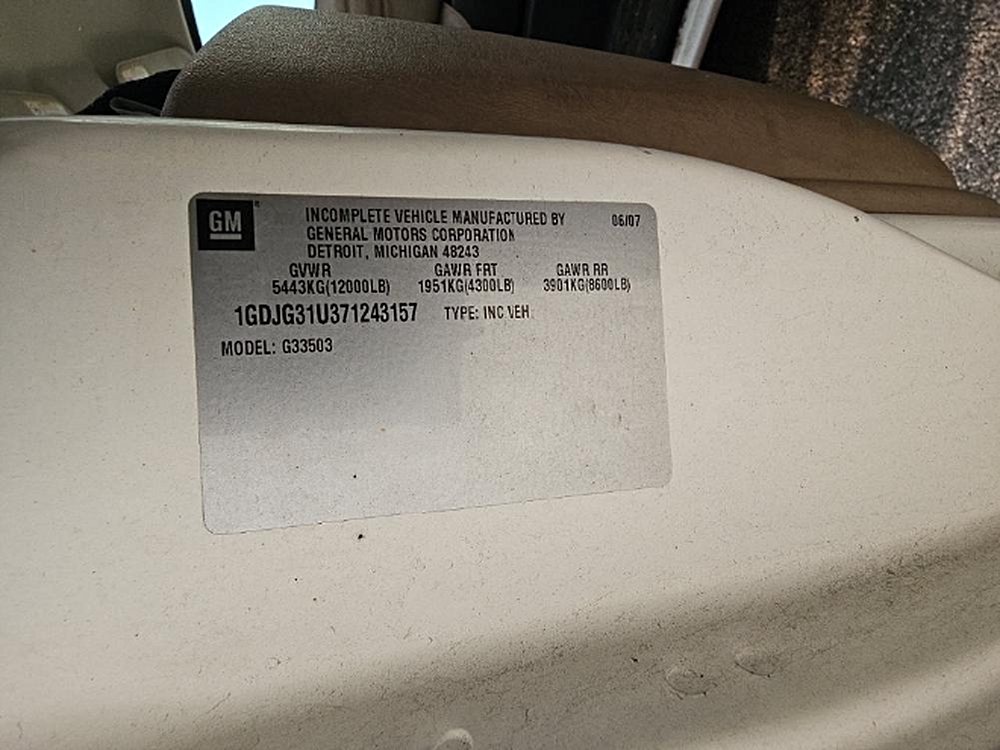 GM
INCOMPLETE VEHICLE MANUFACTURED BY 06/07
GENERAL MOTORS CORPORATION
DETROIT, MICHIGAN 48243
GVWR GAWR FRT GAWR RR
5443KG(12000LB) 1951KG(4300LB) 3901KG(8600LB)
1GDJG31U371243157 TYPE: INC VEH
MODEL: G33503